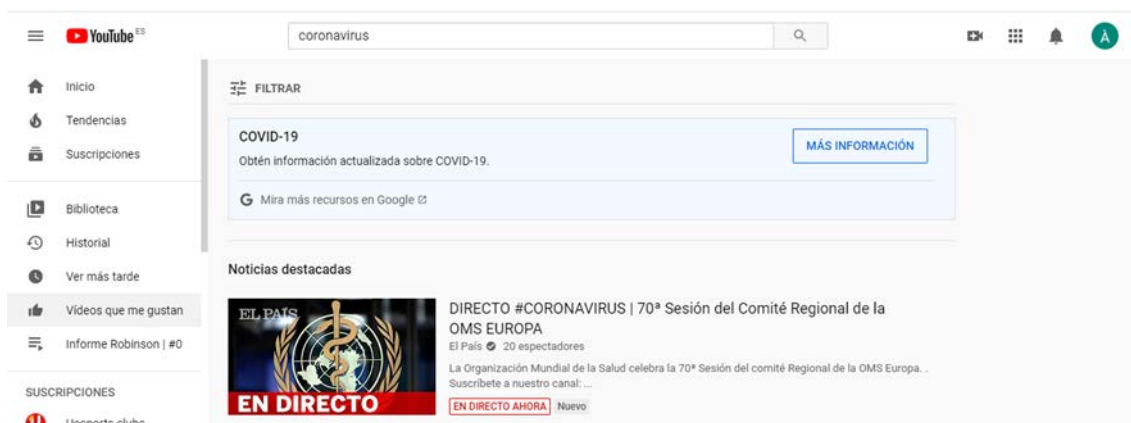 YouTube ES
coronavirus
À
Inicio
Tendencias
Suscripciones
Biblioteca
Historial
Ver más tarde
Vídeos que me gustan
Informe Robinson | #0
SUSCRIPCIONES
FILTRAR
COVID-19
Obtén información actualizada sobre COVID-19.
MÁS INFORMACIÓN
G Mira más recursos en Google
Noticias destacadas
EL PAÍS
EN DIRECTO
DIRECTO #CORONAVIRUS | 70ª Sesión del Comité Regional de la
OMS EUROPA
El País 20 espectadores
La Organización Mundial de la Salud celebra la 70ª Sesión del comité Regional de la OMS Europa. .
Suscríbete a nuestro canal: ...
EN DIRECTO AHORA Nuevo